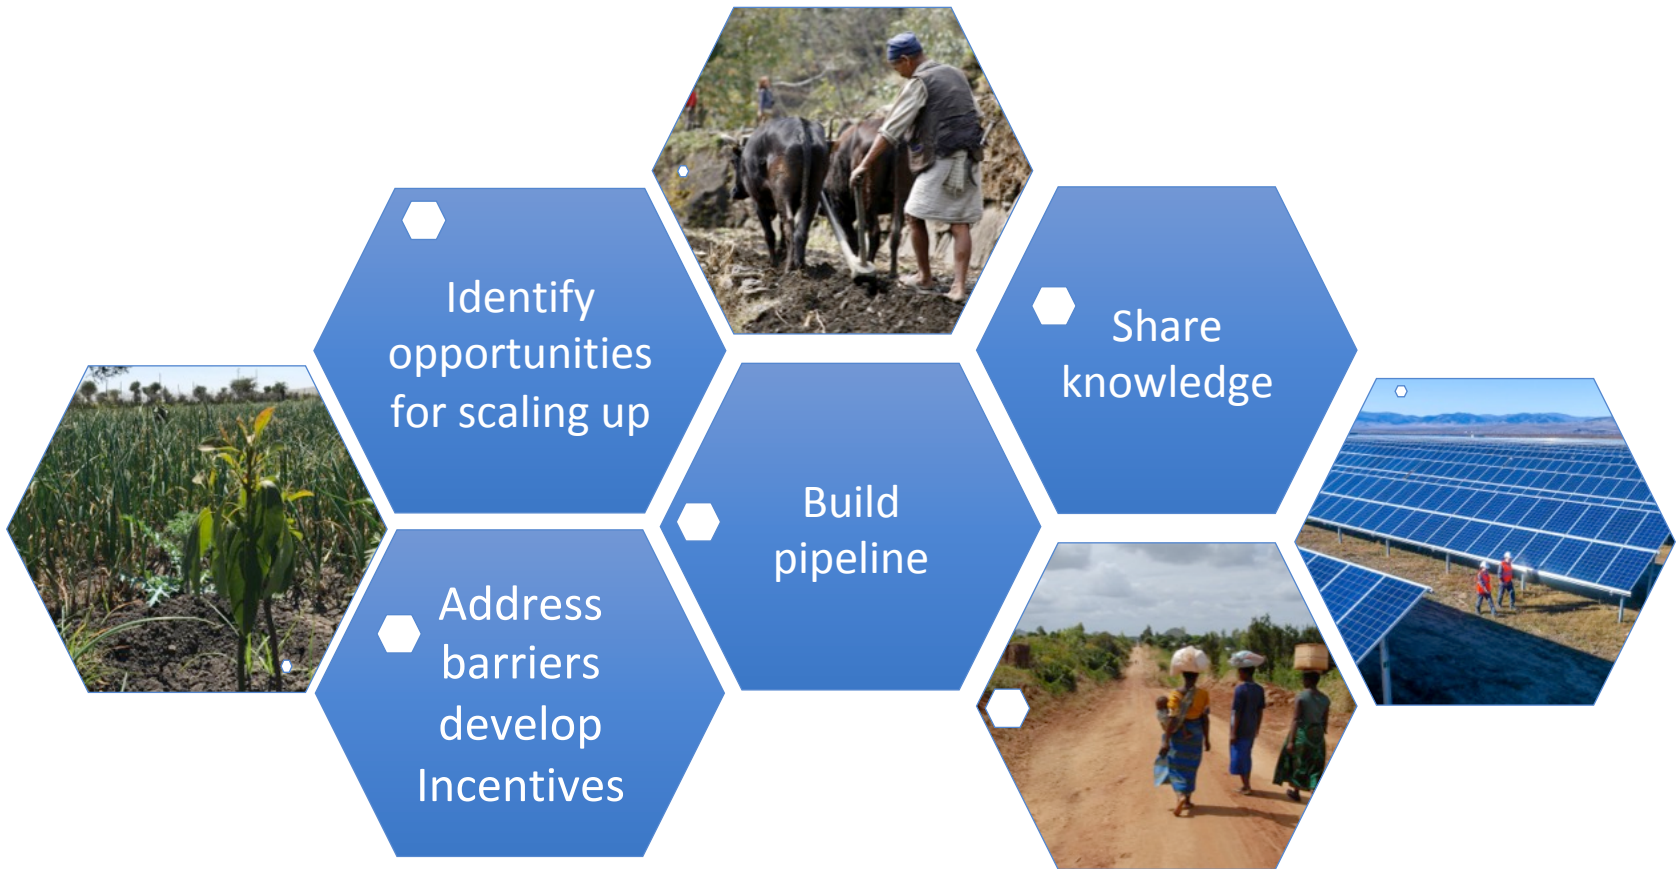 Identify
opportunities
for scaling up
Address
barriers
develop
Incentives
Build
pipeline
Share
knowledge